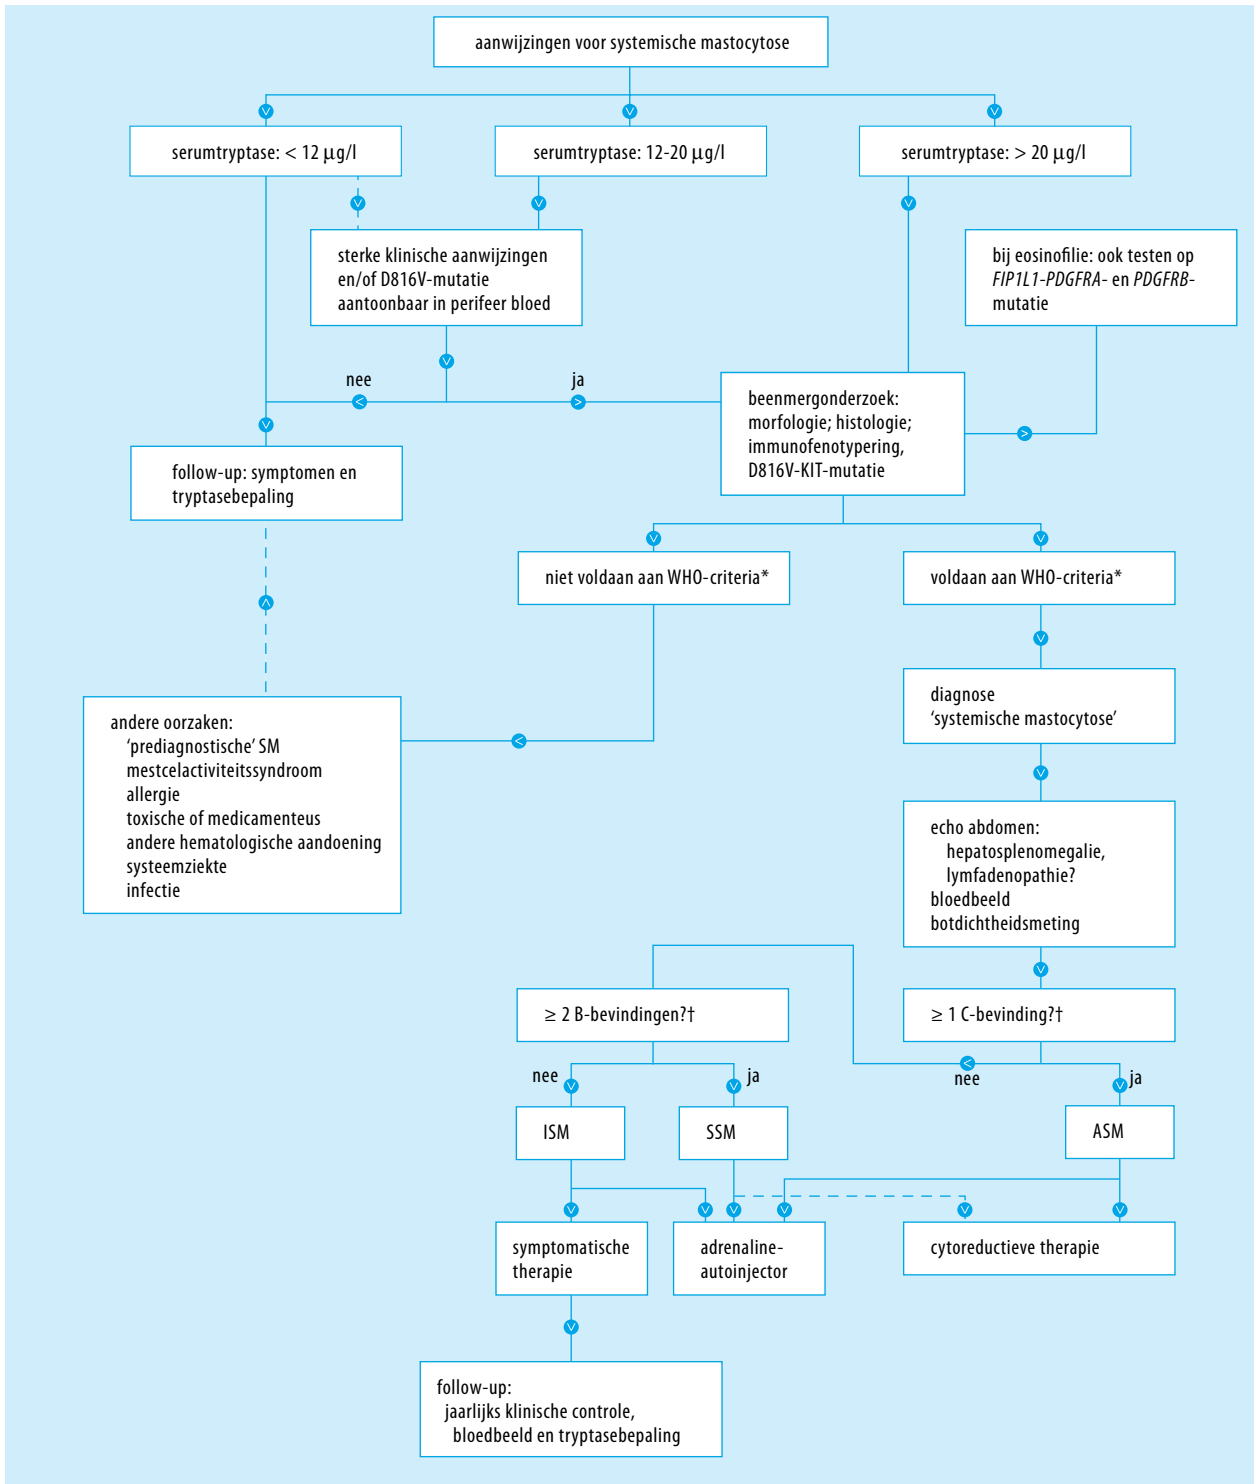 aanwijzingen voor systemische mastocytose
serumtryptase: < 12 µg/l
serumtryptase: 12-20 µg/l
serumtryptase: > 20 µg/l
sterke klinische aanwijzingen
en/of D816V-mutatie
aantoonbaar in perifeer bloed
bij eosinofilie: ook testen op
FIP1L1-PDGFRA- en PDGFRB-
mutatie
nee
ja
beenmergonderzoek:
morfologie; histologie;
immunofenotypering,
D816V-KIT-mutatie
follow-up: symptomen en
tryptasebepaling
niet voldaan aan WHO-criteria*
voldaan aan WHO-criteria*
diagnose
‘systemische mastocytose’
andere oorzaken:
‘prediagnostische’ SM
mestcelactiviteitssyndroom
allergie
toxische of medicamenteus
andere hematologische aandoening
systeemziekte
infectie
echo abdomen:
hepatosplenomegalie,
lymfadenopathie?
bloedbeeld
botdichtheidsmeting
≥ 2 B-bevindingen?†
≥ 1 C-bevinding?†
nee
ja
nee
ja
ISM
SSM
ASM
symptomatische
therapie
adrenaline-
autoinjector
cytoreductieve therapie
follow-up:
jaarlijks klinische controle,
bloedbeeld en tryptasebepaling